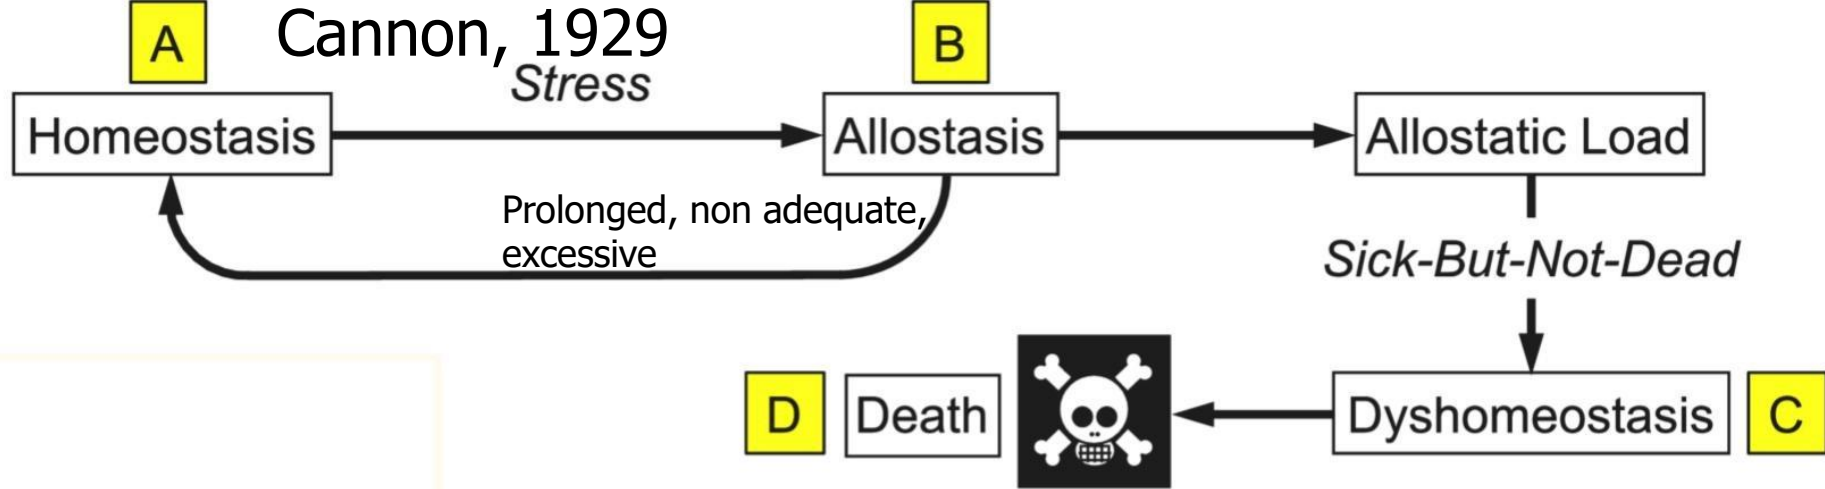 A
Cannon, 1929
B
Stress
Homeostasis
Allostasis
Allostatic Load
Prolonged, non adequate,
excessive
Sick-But-Not-Dead
D
Death
Dyshomeostasis
C